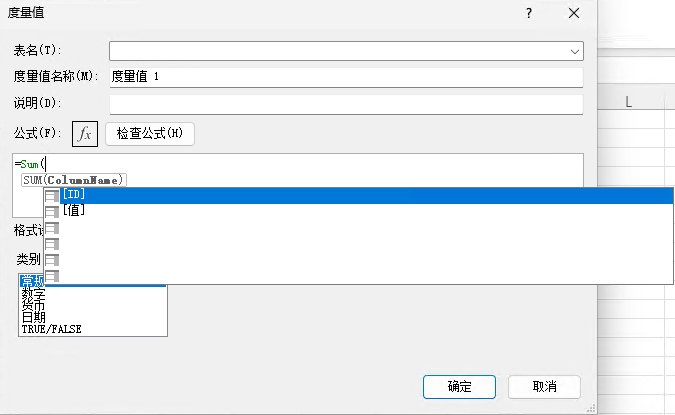 度量值
?
表名(T):
度量值名称(M): 度量值 1
说明(D):
公式(F): fx 检查公式(H)
L
=Sum(
SUM(ColumnName)
[ID]
[值]
格式
类别
常规
数字
货币
日期
TRUE/FALSE
确定 取消